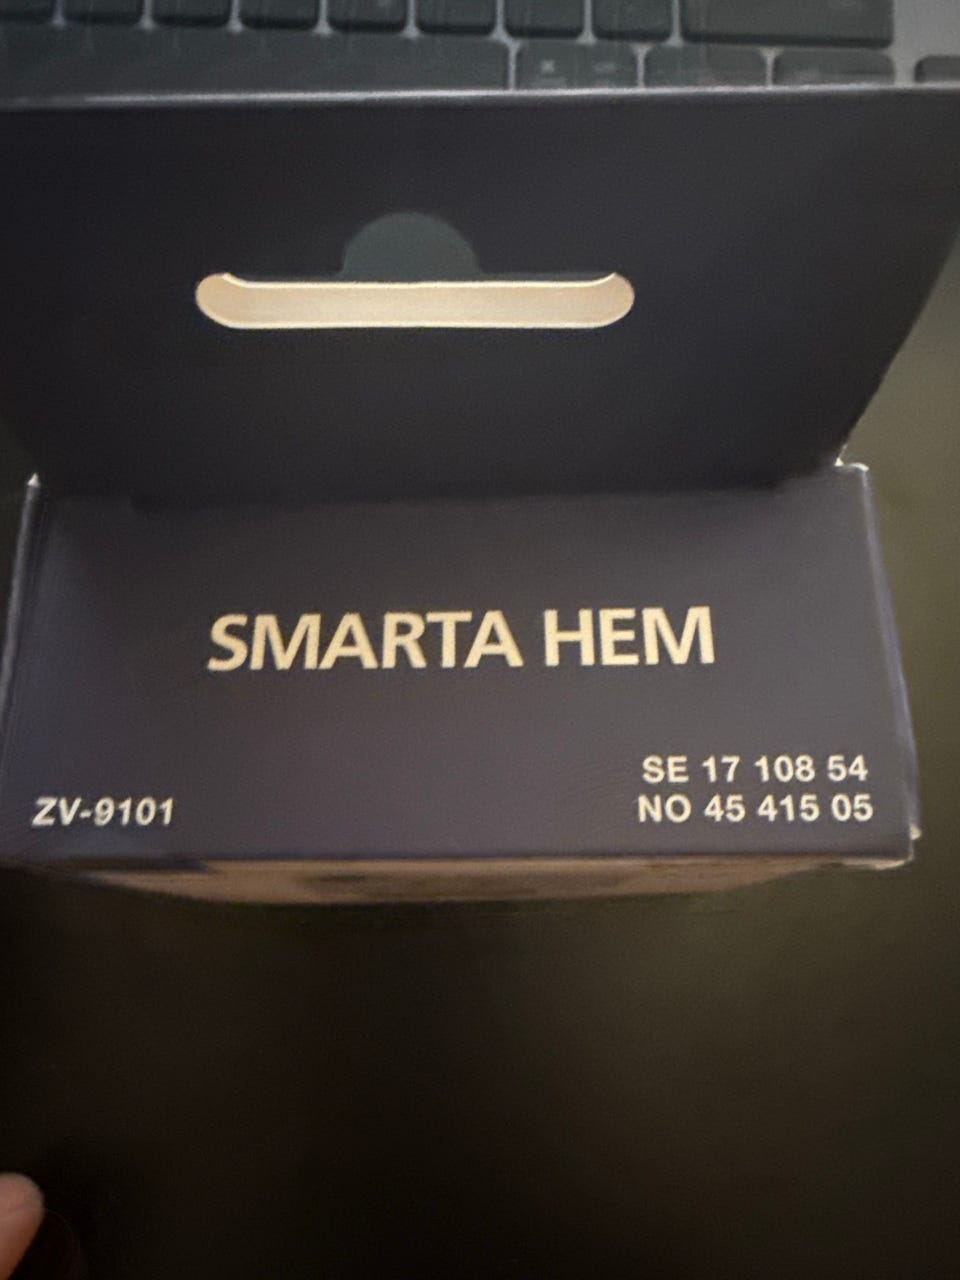 SMARTA HEM
ZV-9101
SE 17 108 54
NO 45 415 05